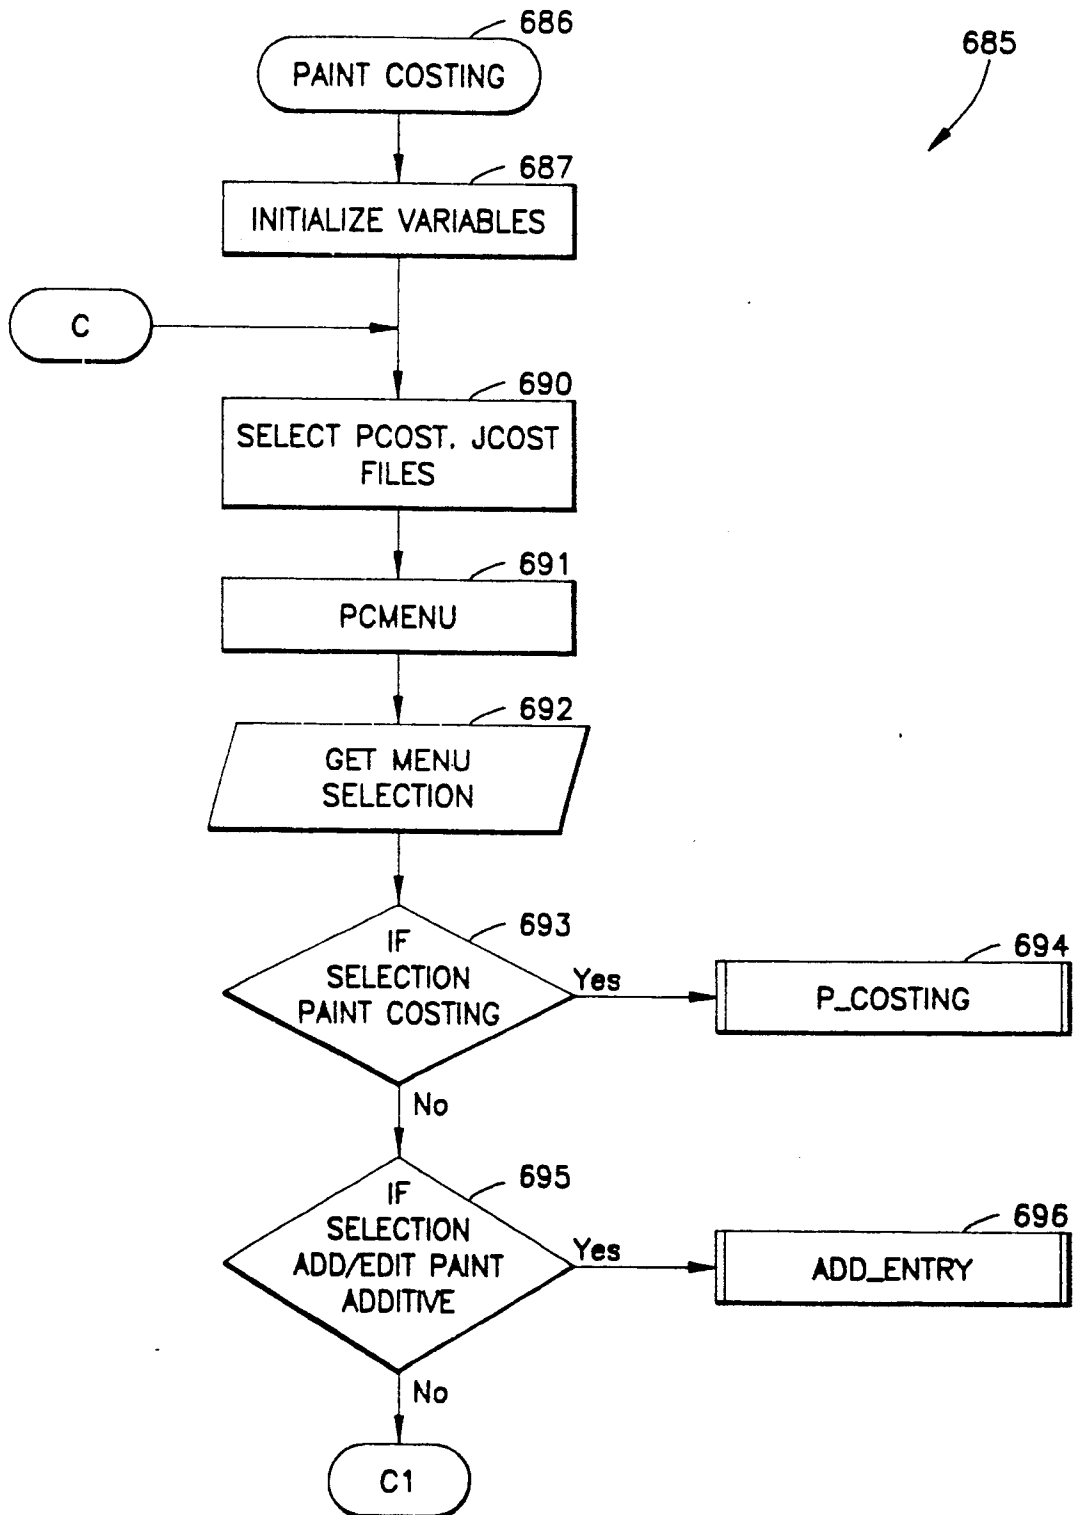 686
685
PAINT COSTING
687
INITIALIZE VARIABLES
C
690
SELECT PCOST. JCOST
FILES
691
PCMENU
692
GET MENU
SELECTION
693
IF
SELECTION
PAINT COSTING
Yes
694
P_COSTING
No
695
IF
SELECTION
ADD/EDIT PAINT
ADDITIVE
Yes
696
ADD_ENTRY
No
C1